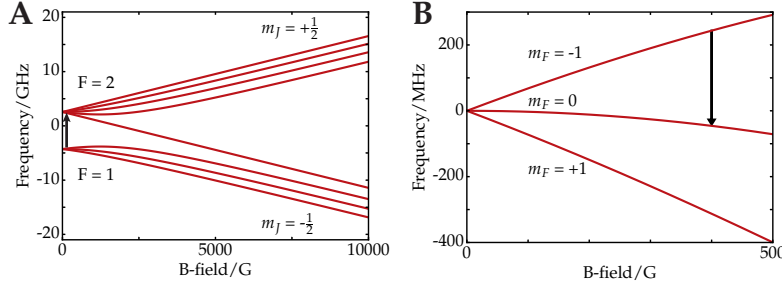 A
Frequency/GHz
20
10
0
-10
-20
F = 2
F = 1
m_J = +1/2
m_J = -1/2
0
5000
10000
B-field/G
B
Frequency/MHz
200
0
-200
-400
m_F = -1
m_F = 0
m_F = +1
0
500
B-field/G